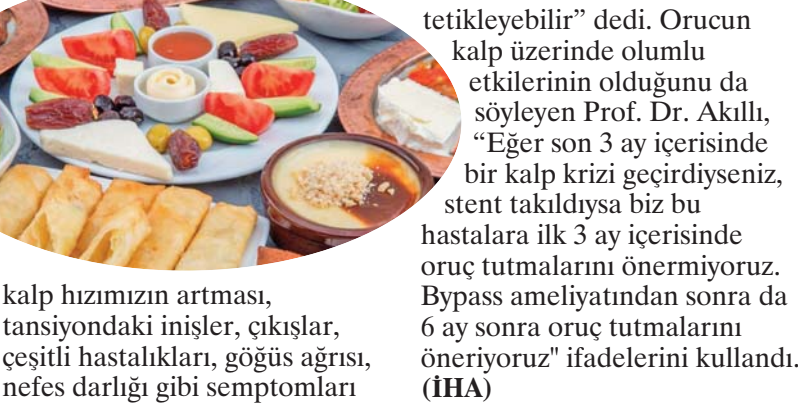 kalp hızımızın artması,
tansiyondaki inişler, çıkışlar,
çeşitli hastalıkları, göğüs ağrısı,
nefes darlığı gibi semptomları
tetikleyebilir” dedi. Orucun
kalp üzerinde olumlu
etkilerinin olduğunu da
söyleyen Prof. Dr. Akıllı,
“Eğer son 3 ay içerisinde
bir kalp krizi geçirdiyseniz,
stent takıldıysa biz bu
hastalara ilk 3 ay içerisinde
oruç tutmalarını önermiyoruz.
Bypass ameliyatından sonra da
6 ay sonra oruç tutmalarını
öneriyoruz" ifadelerini kullandı.
(İHA)